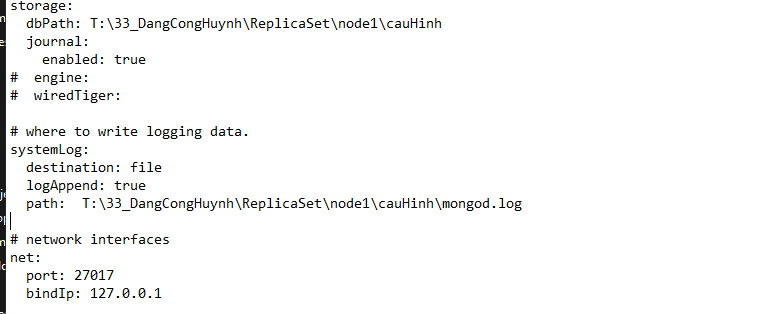 storage:
  dbPath: T:\33_DangCongHuynh\ReplicaSet\node1\cauHinh
  journal:
    enabled: true
#  engine:
#  wiredTiger:
# where to write logging data.
systemLog:
  destination: file
  logAppend: true
  path:  T:\33_DangCongHuynh\ReplicaSet\node1\cauHinh\mongod.log
# network interfaces
net:
  port: 27017
  bindIp: 127.0.0.1